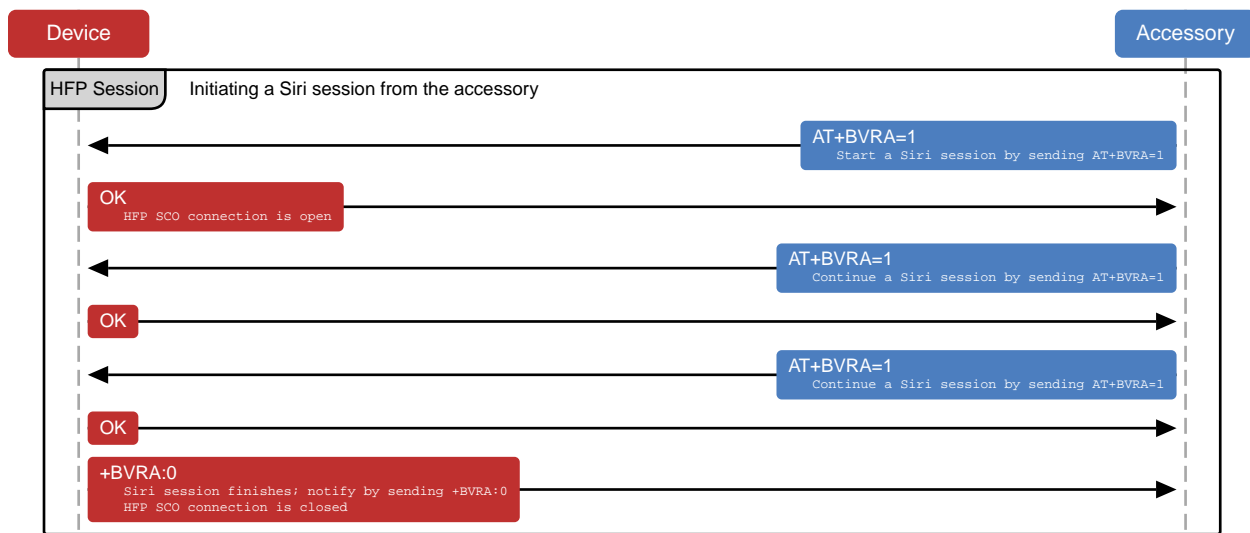 Device
Accessory
HFP Session
Initiating a Siri session from the accessory
AT+BVRA=1
Start a Siri session by sending AT+BVRA=1
OK
HFP SCO connection is open
AT+BVRA=1
Continue a Siri session by sending AT+BVRA=1
OK
AT+BVRA=1
Continue a Siri session by sending AT+BVRA=1
OK
+BVRA:0
Siri session finishes; notify by sending +BVRA:0
HFP SCO connection is closed